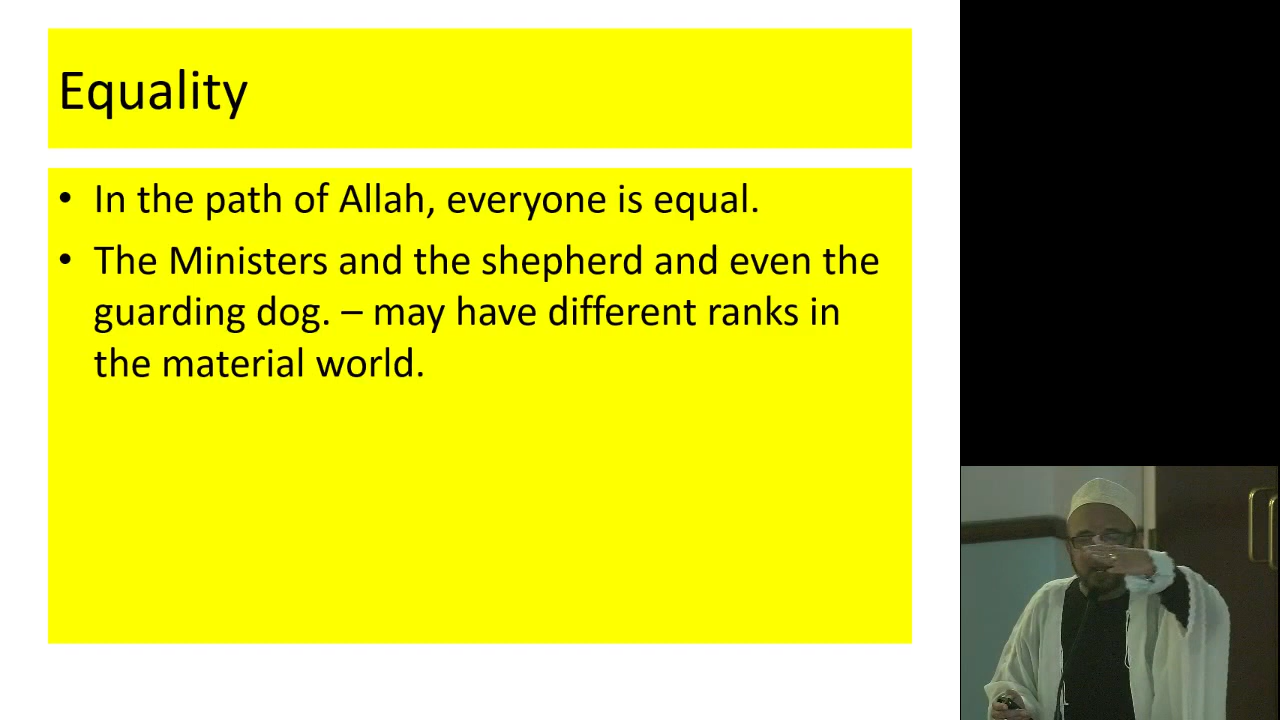 Equality
• In the path of Allah, everyone is equal.
• The Ministers and the shepherd and even the
guarding dog. – may have different ranks in
the material world.